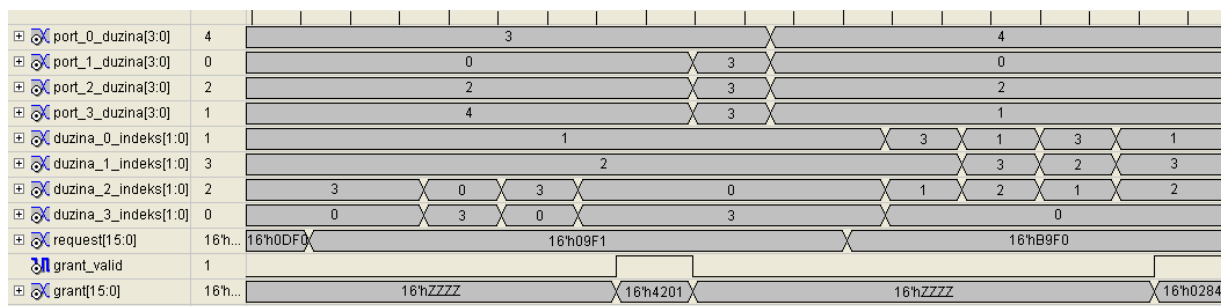 port_0_duzina[3:0] 4 3 4
port_1_duzina[3:0] 0 0 3 0
port_2_duzina[3:0] 2 2 3 2
port_3_duzina[3:0] 1 4 3 1
duzina_0_indeks[1:0] 1 1 3 1 3 1
duzina_1_indeks[1:0] 3 2 3 2 3
duzina_2_indeks[1:0] 2 3 0 3 0 1 2 1 2
duzina_3_indeks[1:0] 0 0 3 0 3 0
request[15:0] 16'h... 16'h0DF0 16'h09F1 16'hB9F0
grant_valid 1
grant[15:0] 16'h... 16'hZZZZ 16'h4201 16'hZZZZ 16'h0284